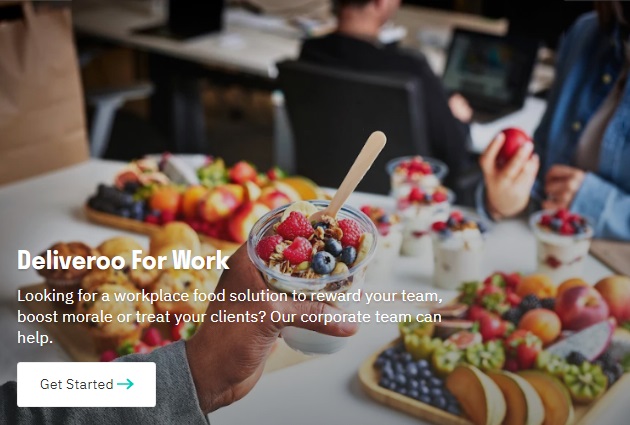 Deliveroo For Work
Looking for a workplace food solution to reward your team,
boost morale or treat your clients? Our corporate team can
help.
Get Started →